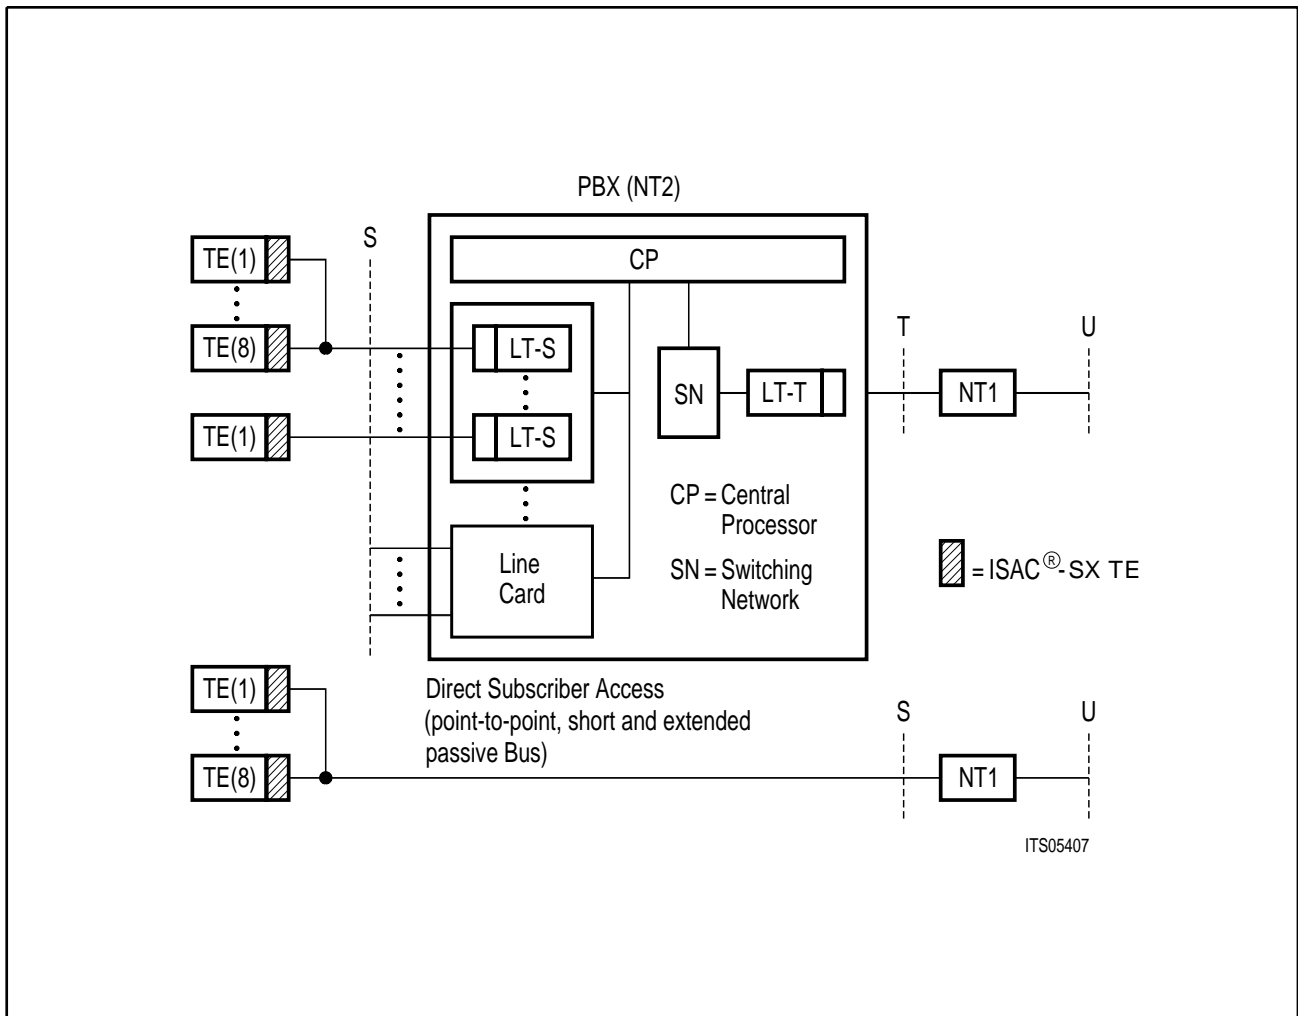 PBX (NT2)
S
TE(1)
CP
TE(8)
LT-S
T
U
SN
LT-T
NT1
TE(1)
LT-S
CP = Central
Processor
Line
Card
SN = Switching
Network
= ISAC®-SX TE
TE(1)
Direct Subscriber Access
(point-to-point, short and extended
passive Bus)
S
U
TE(8)
NT1
ITS05407